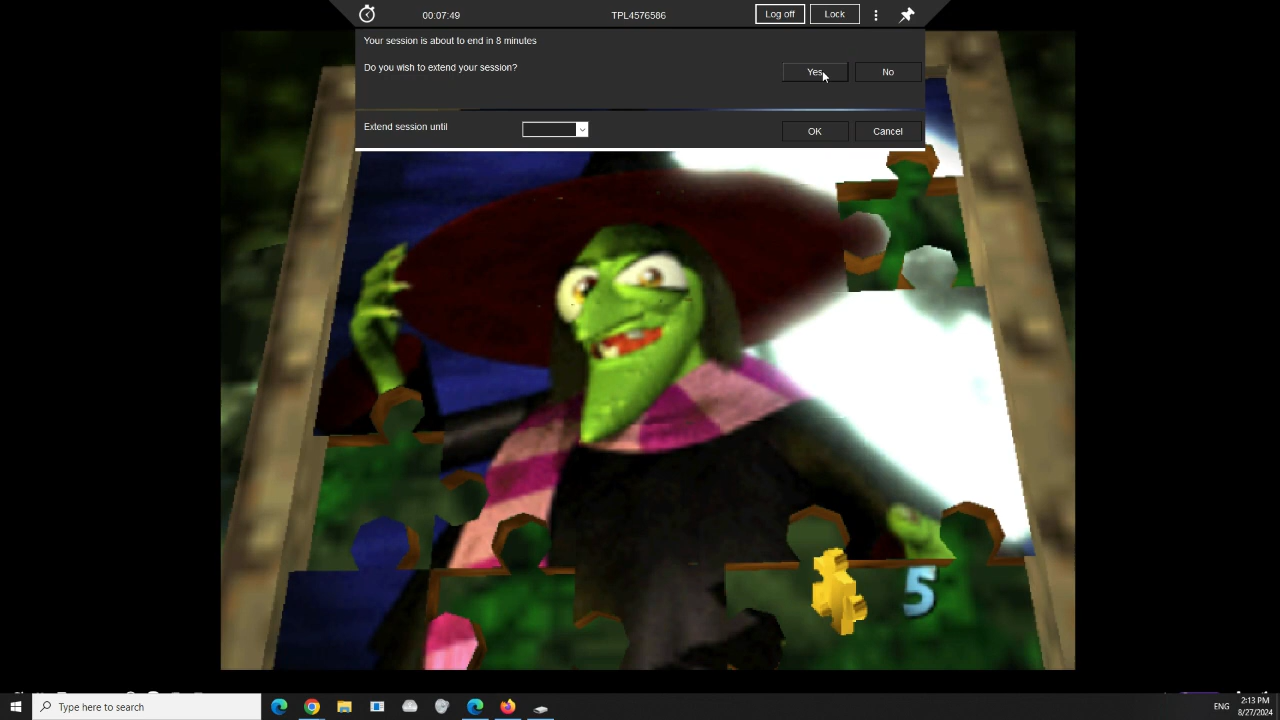 00:07:49
TPL4576586
Log off
Lock
Your session is about to end in 8 minutes
Do you wish to extend your session?
Yes
No
Extend session until
OK
Cancel
5
Type here to search
ENG
2:13 PM
8/27/2024